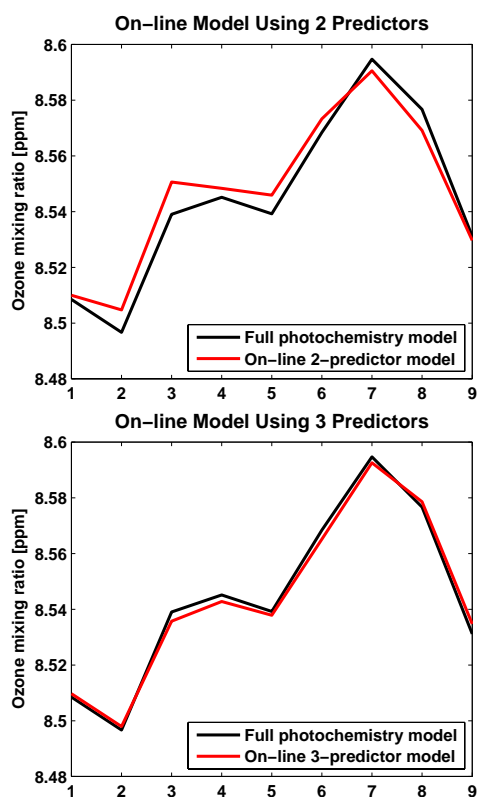 On-line Model Using 2 Predictors
Ozone mixing ratio [ppm]
8.6
8.58
8.56
8.54
8.52
8.5
8.48
1 2 3 4 5 6 7 8 9
Full photochemistry model
On-line 2-predictor model
On-line Model Using 3 Predictors
Ozone mixing ratio [ppm]
8.6
8.58
8.56
8.54
8.52
8.5
8.48
1 2 3 4 5 6 7 8 9
Full photochemistry model
On-line 3-predictor model